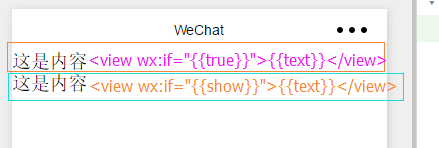 WeChat
这是内容<view wx:if="{{true}}">{{text}}</view>
这是内容<view wx:if="{{show}}">{{text}}</view>